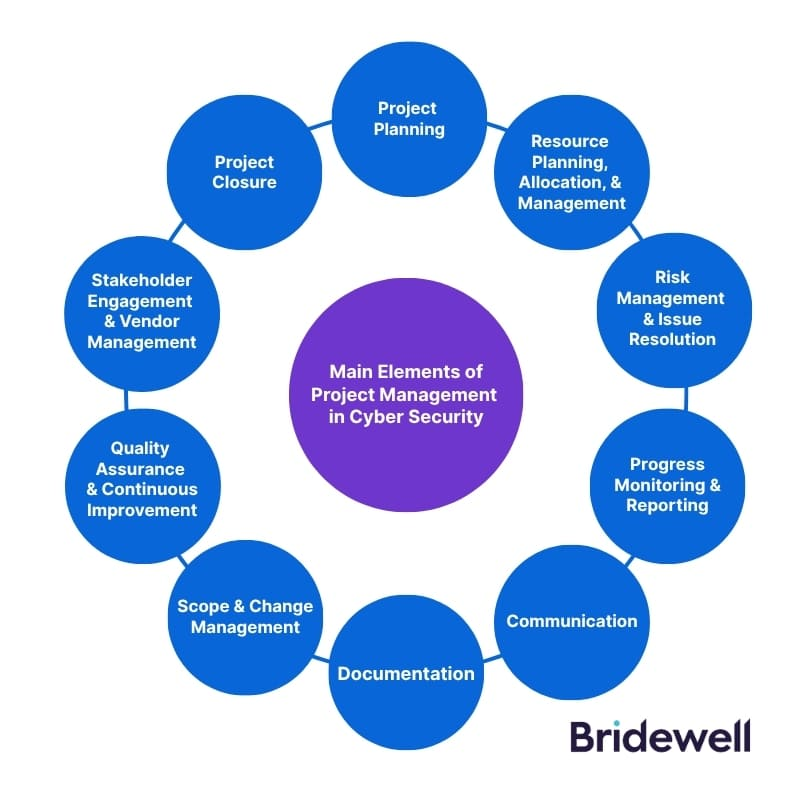 Project
Planning
Resource
Planning,
Allocation, &
Management
Risk
Management
& Issue
Resolution
Progress
Monitoring &
Reporting
Communication
Documentation
Scope & Change
Management
Quality
Assurance
& Continuous
Improvement
Stakeholder
Engagement
& Vendor
Management
Project
Closure
Main Elements of
Project Management
in Cyber Security
Bridewell